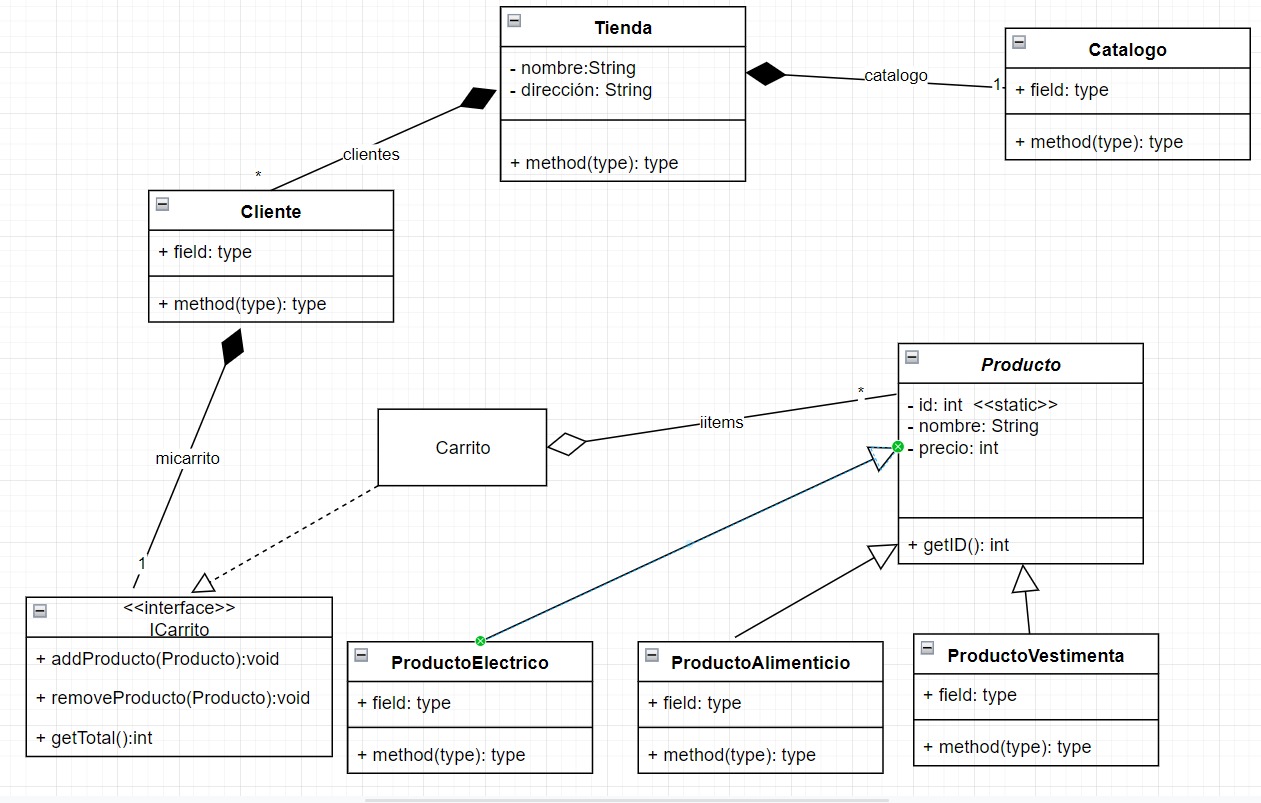 Tienda
- nombre:String
- dirección: String
+ method(type): type
catalogo
1
Catalogo
+ field: type
+ method(type): type
clientes
*
Cliente
+ field: type
+ method(type): type
micarrito
1
<<interface>>
ICarrito
+ addProducto(Producto):void
+ removeProducto(Producto):void
+ getTotal():int
Carrito
iitems
*
Producto
- id: int <<static>>
- nombre: String
- precio: int
+ getID(): int
ProductoElectrico
+ field: type
+ method(type): type
ProductoAlimenticio
+ field: type
+ method(type): type
ProductoVestimenta
+ field: type
+ method(type): type